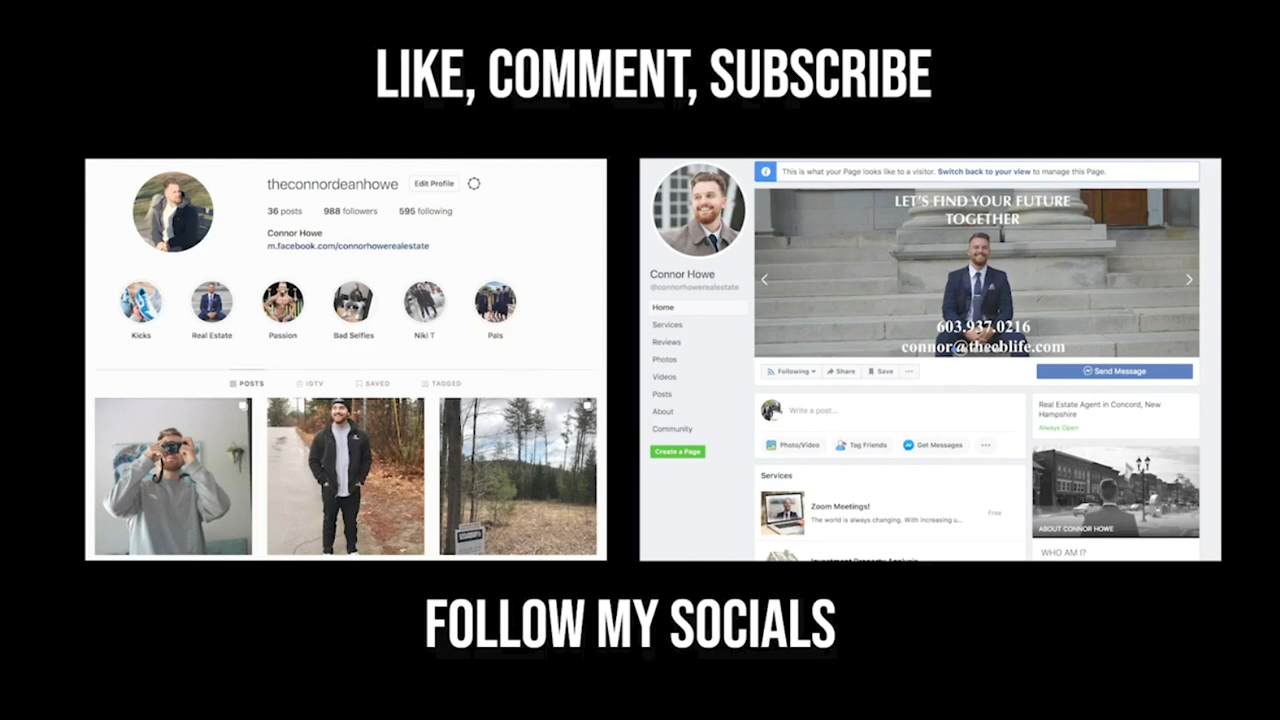 LIKE, COMMENT, SUBSCRIBE
theconnordeanhowe Edit Profile
36 posts 988 followers 595 following
Connor Howe
m.facebook.com/connorhowerealestate
Kicks Real Estate Passion Bad Selfies Niki T Pals
POSTS IGTV SAVED TAGGED
This is what your Page looks like to a visitor. Switch back to your view to manage this Page.
LET'S FIND YOUR FUTURE
TOGETHER
603.937.0216
connor@thecblife.com
Connor Howe
@connorhowerealestate
Home
Services
Reviews
Photos
Videos
Posts
About
Community
Create a Page
Following Share Save ...
Send Message
Write a post...
Photo/Video Tag Friends Get Messages ...
Services
Zoom Meetings!
The world is always changing. With increasing u...
Free
Investment Property Analysis
Real Estate Agent in Concord, New
Hampshire
Always Open
ABOUT CONNOR HOWE
WHO AM I?
FOLLOW MY SOCIALS